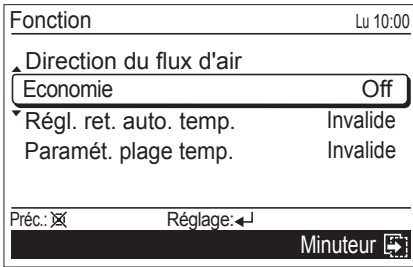 Fonction Lu 10:00
Direction du flux d'air
Economie Off
Régl. ret. auto. temp. Invalide
Paramét. plage temp. Invalide
Préc.: Réglage:
Minuteur